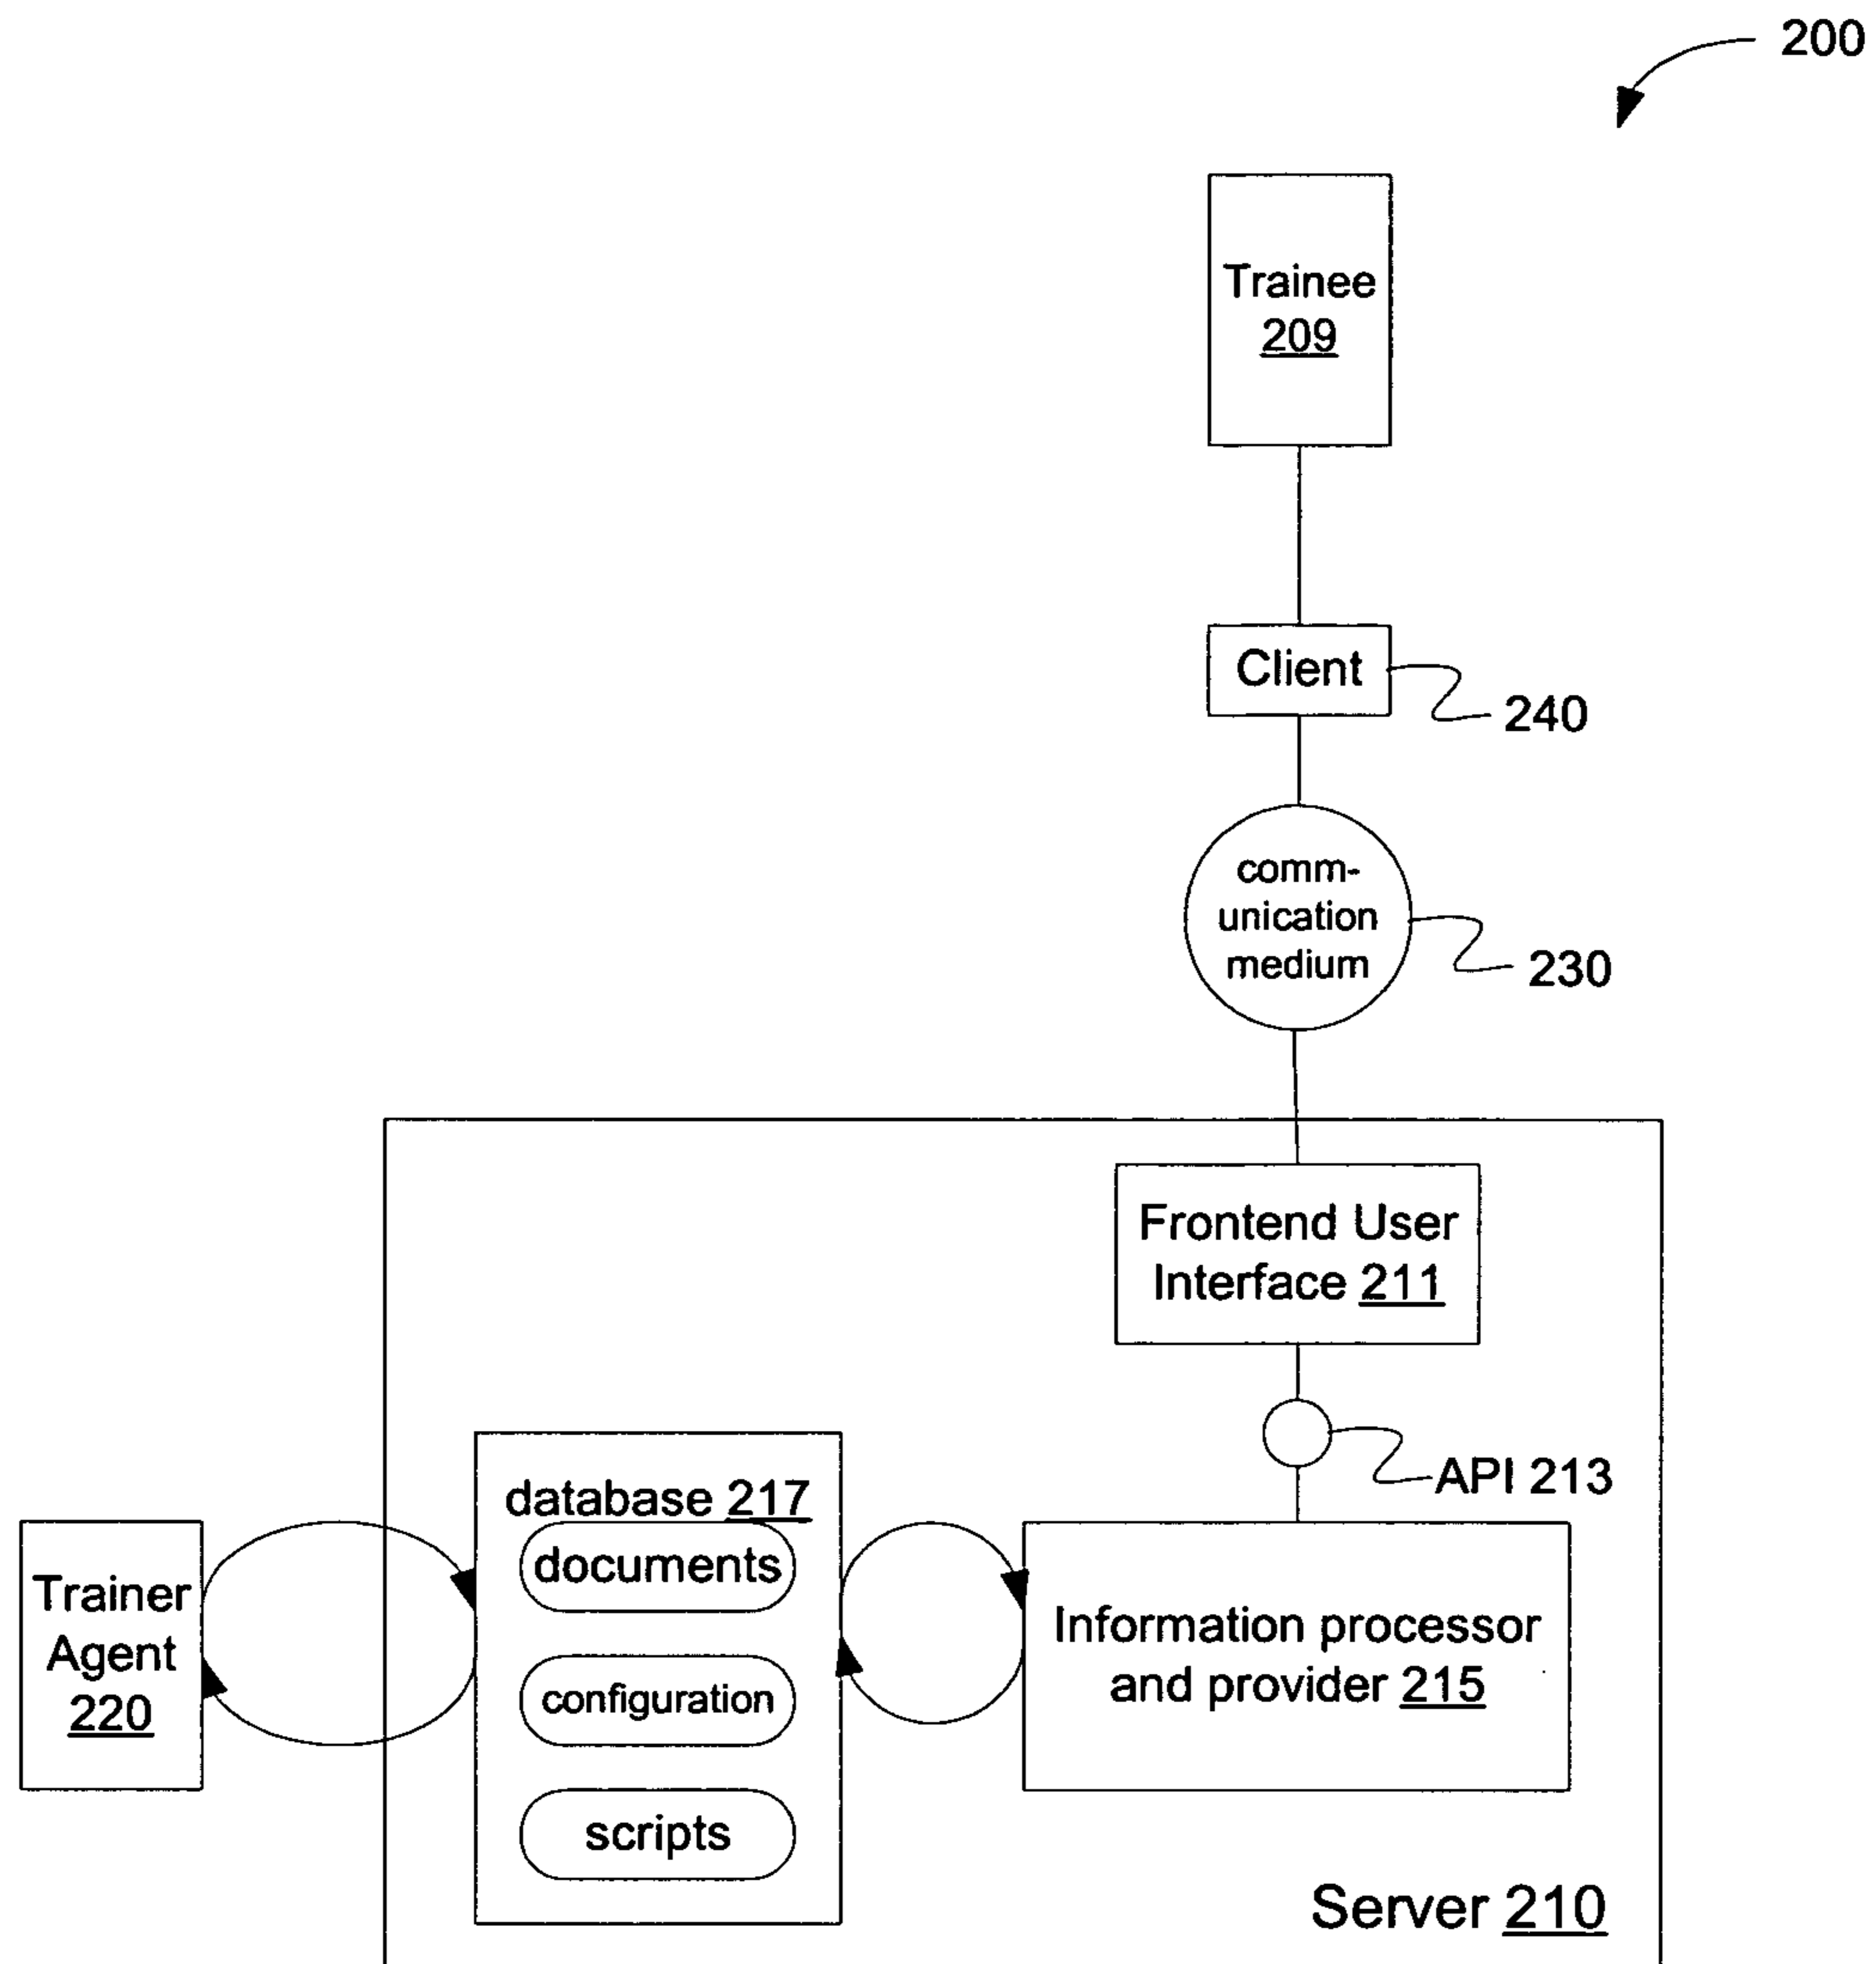 200
Trainee
209
Client
240
comm-
unication
medium
230
Frontend User
Interface 211
API 213
database 217
documents
configuration
scripts
Trainer
Agent
220
Information processor
and provider 215
Server 210